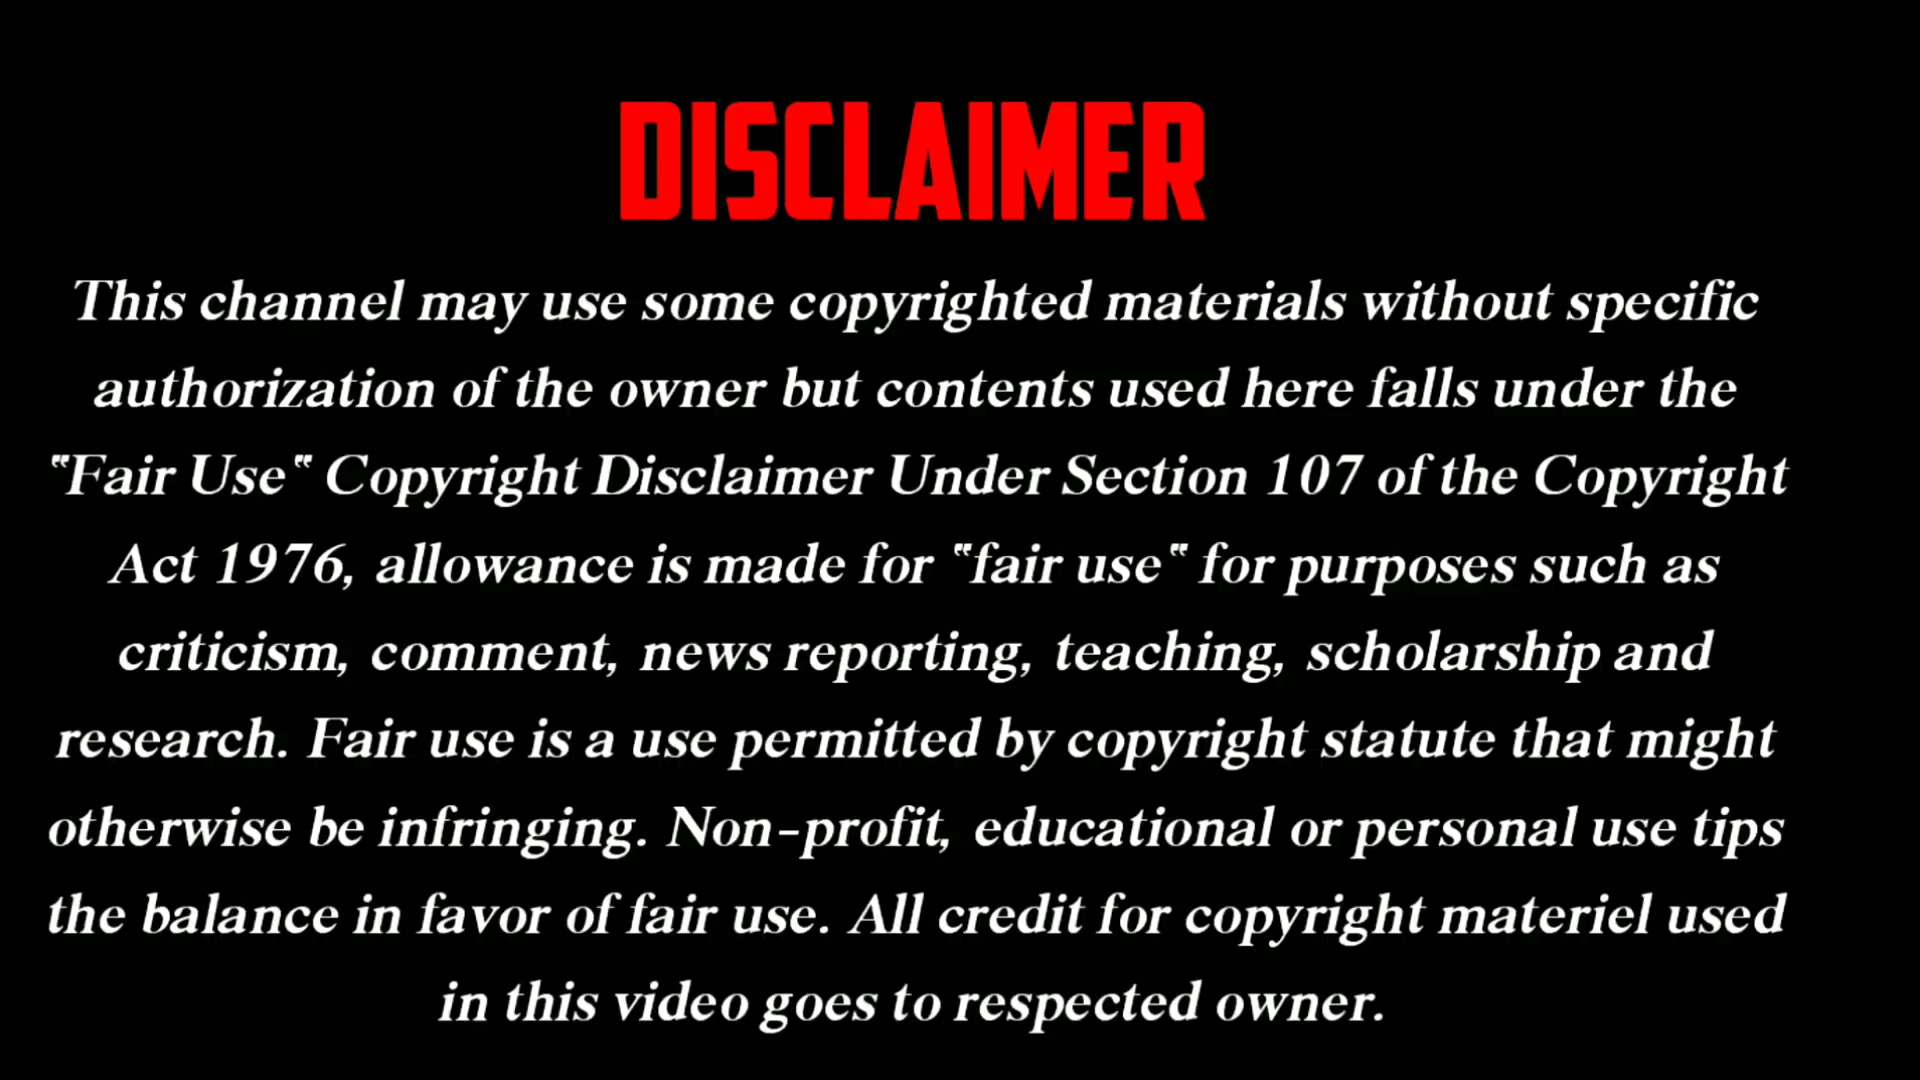 DISCLAIMER
This channel may use some copyrighted materials without specific
authorization of the owner but contents used here falls under the
“Fair Use“ Copyright Disclaimer Under Section 107 of the Copyright
Act 1976, allowance is made for “fair use“ for purposes such as
criticism, comment, news reporting, teaching, scholarship and
research. Fair use is a use permitted by copyright statute that might
otherwise be infringing. Non-profit, educational or personal use tips
the balance in favor of fair use. All credit for copyright materiel used
in this video goes to respected owner.